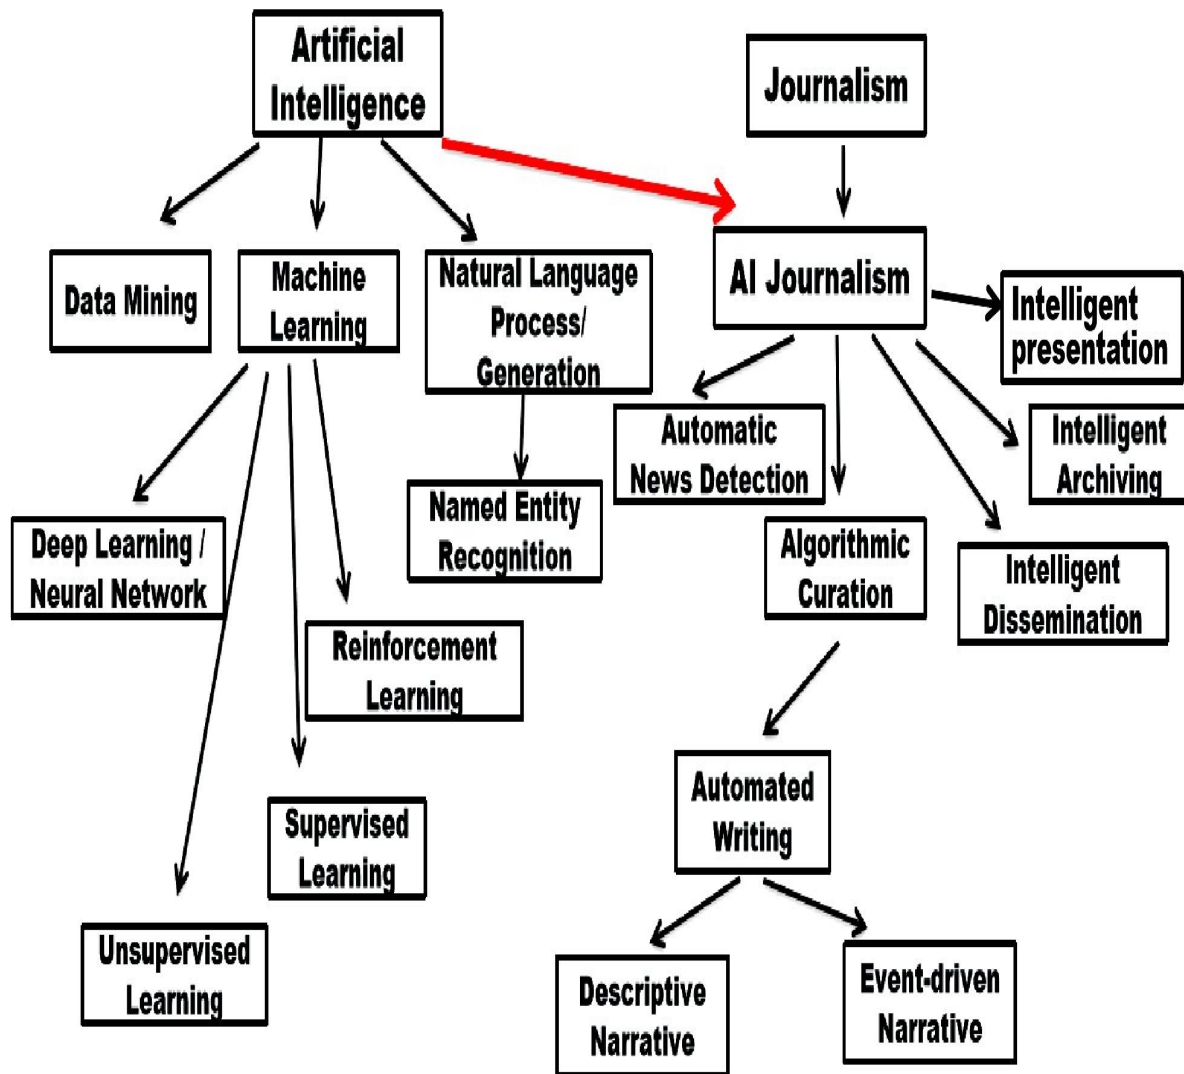 Artificial
Intelligence
Journalism
Data Mining
Machine
Learning
Natural Language
Process/
Generation
AI Journalism
Intelligent
presentation
Automatic
News Detection
Intelligent
Archiving
Deep Learning /
Neural Network
Named Entity
Recognition
Algorithmic
Curation
Intelligent
Dissemination
Reinforcement
Learning
Supervised
Learning
Automated
Writing
Unsupervised
Learning
Descriptive
Narrative
Event-driven
Narrative